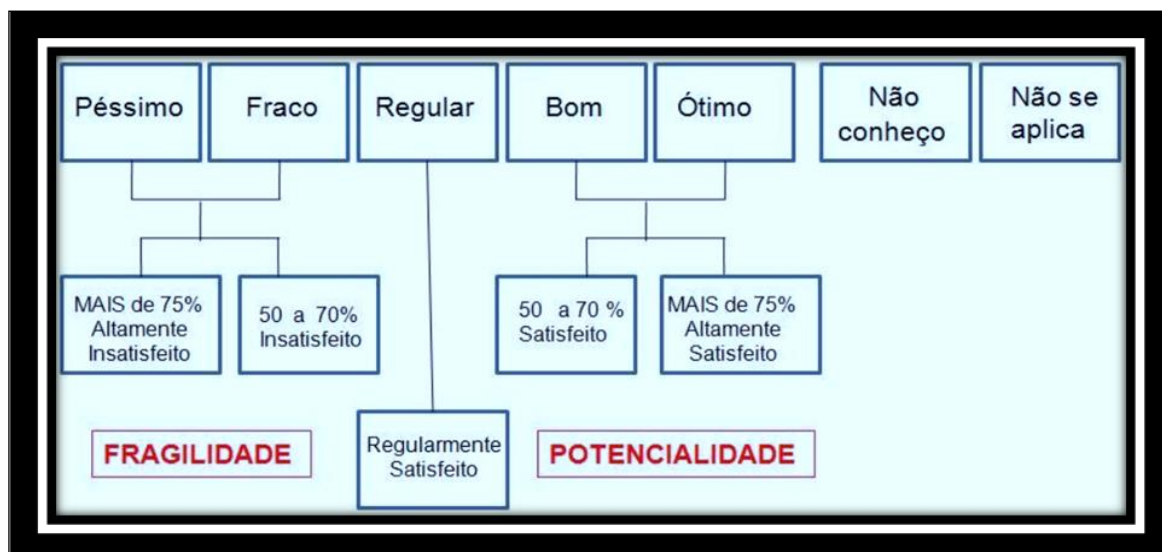 Péssimo
Fraco
Regular
Bom
Ótimo
Não
conheço
Não se
aplica
MAIS de 75%
Altamente
Insatisfeito
50 a 70%
Insatisfeito
50 a 70 %
Satisfeito
MAIS de 75%
Altamente
Satisfeito
FRAGILIDADE
Regularmente
Satisfeito
POTENCIALIDADE